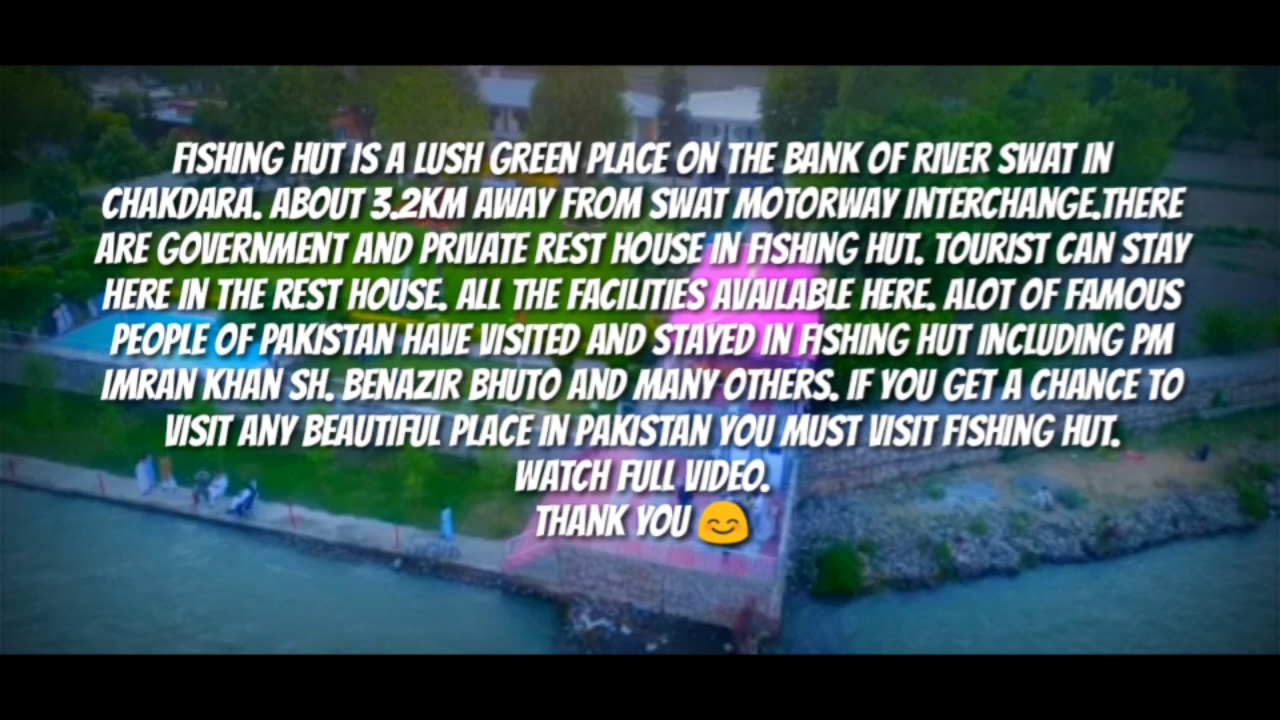 FISHING HUT IS A LUSH GREEN PLACE ON THE BANK OF RIVER SWAT IN
CHAKDARA. ABOUT 3.2KM AWAY FROM SWAT MOTORWAY INTERCHANGE.THERE
ARE GOVERNMENT AND PRIVATE REST HOUSE IN FISHING HUT. TOURIST CAN STAY
HERE IN THE REST HOUSE. ALL THE FACILITIES AVAILABLE HERE. ALOT OF FAMOUS
PEOPLE OF PAKISTAN HAVE VISITED AND STAYED IN FISHING HUT INCLUDING PM
IMRAN KHAN SH. BENAZIR BHUTO AND MANY OTHERS. IF YOU GET A CHANCE TO
VISIT ANY BEAUTIFUL PLACE IN PAKISTAN YOU MUST VISIT FISHING HUT.
WATCH FULL VIDEO.
THANK YOU 😊